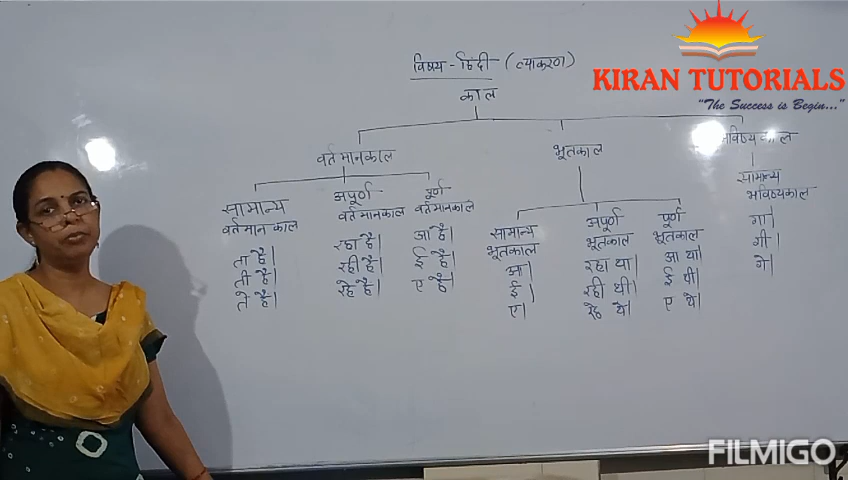 विषय - हिंदी - (व्याकरण)
काल
KIRAN TUTORIALS
"The Success is Begin..."
वर्तमानकाल
सामान्य
वर्तमान काल
ता है।
ती है।
ते है।
अपूर्ण
वर्तमानकाल
रहा है।
रही है।
रहे है।
पूर्ण
वर्तमानकाल
आ है।
ई है।
ए है।
भूतकाल
सामान्य
भूतकाल
आ।
ई।
ए।
अपूर्ण
भूतकाल
रहा था।
रही थी।
रहे थे।
पूर्ण
भूतकाल
आ था।
ई थी।
ए थे।
भविष्य काल
सामान्य
भविष्यकाल
गा।
गी।
गे।
FILMIGO.